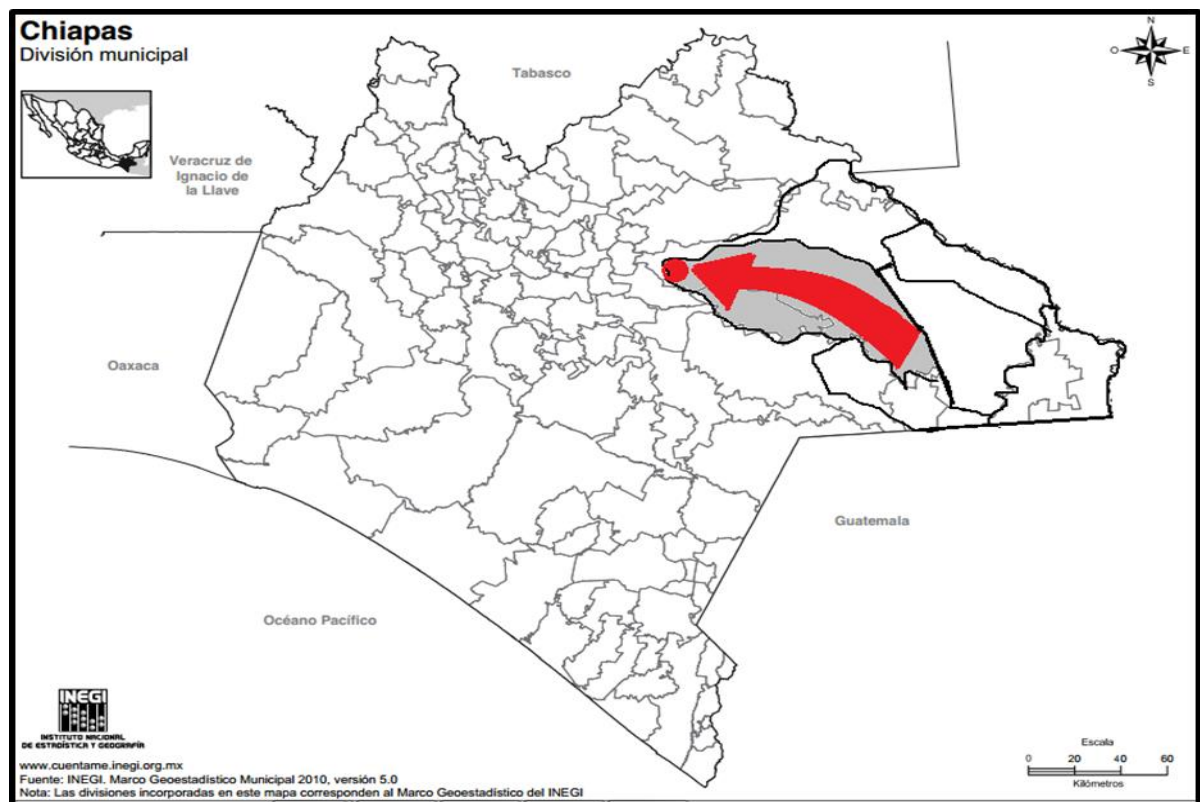 Chiapas
División municipal
N
O
E
S
Tabasco
Veracruz de
Ignacio de
la Llave
Oaxaca
Guatemala
Océano Pacífico
INEGI
INSTITUTO NACIONAL
DE ESTADÍSTICA Y GEOGRAFÍA
www.cuentame.inegi.org.mx
Fuente: INEGI. Marco Geoestadístico Municipal 2010, versión 5.0
Nota: Las divisiones incorporadas en este mapa corresponden al Marco Geoestadístico del INEGI
Escala
0 20 40 60
Kilómetros